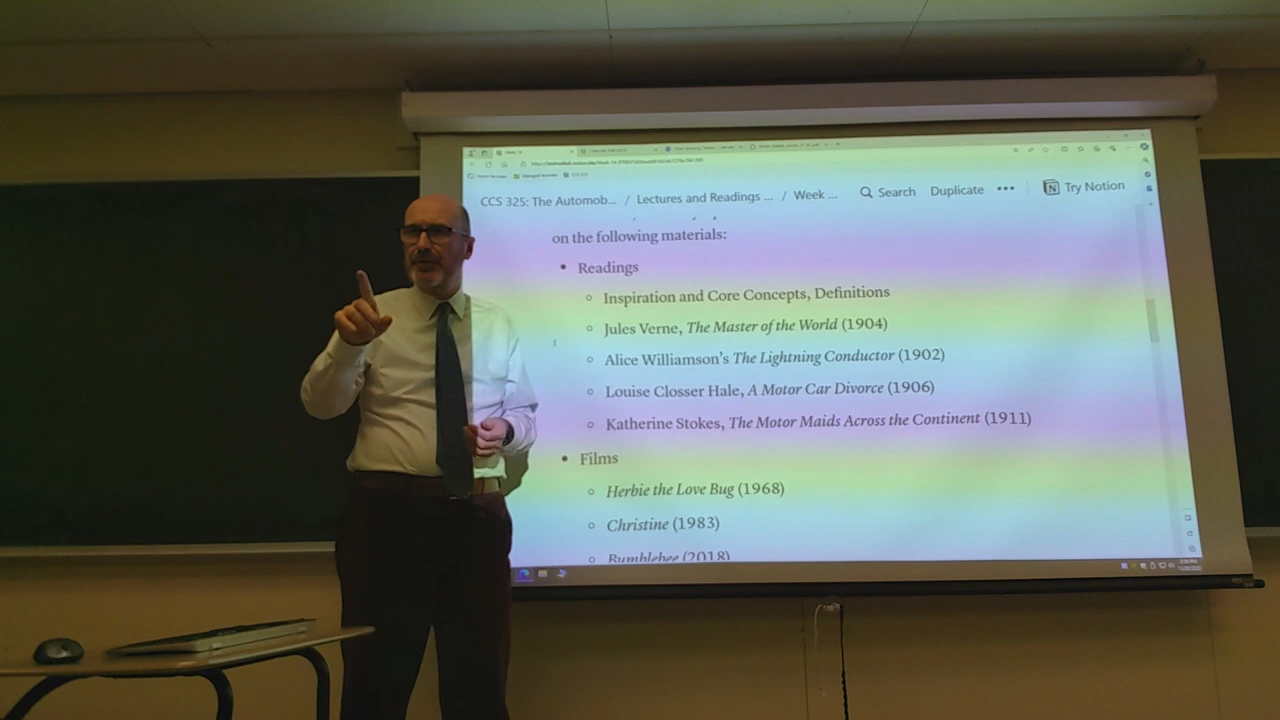 CCS 325: The Automob... / Lectures and Readings ... / Week ... Search Duplicate ••• Try Notion
on the following materials:
• Readings
◦ Inspiration and Core Concepts, Definitions
◦ Jules Verne, The Master of the World (1904)
◦ Alice Williamson's The Lightning Conductor (1902)
◦ Louise Closser Hale, A Motor Car Divorce (1906)
◦ Katherine Stokes, The Motor Maids Across the Continent (1911)
• Films
◦ Herbie the Love Bug (1968)
◦ Christine (1983)
◦ Bumblebee (2018)